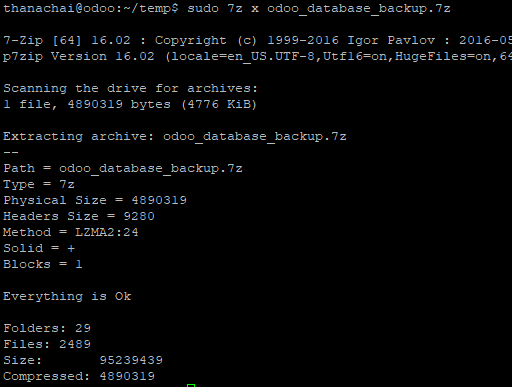 thanachai@odoo:~/temp$ sudo 7z x odoo_database_backup.7z
7-Zip [64] 16.02 : Copyright (c) 1999-2016 Igor Pavlov : 2016-05
p7zip Version 16.02 (locale=en_US.UTF-8,Utf16=on,HugeFiles=on,64
Scanning the drive for archives:
1 file, 4890319 bytes (4776 KiB)
Extracting archive: odoo_database_backup.7z
--
Path = odoo_database_backup.7z
Type = 7z
Physical Size = 4890319
Headers Size = 9280
Method = LZMA2:24
Solid = +
Blocks = 1
Everything is Ok
Folders: 29
Files: 2489
Size:       95239439
Compressed: 4890319